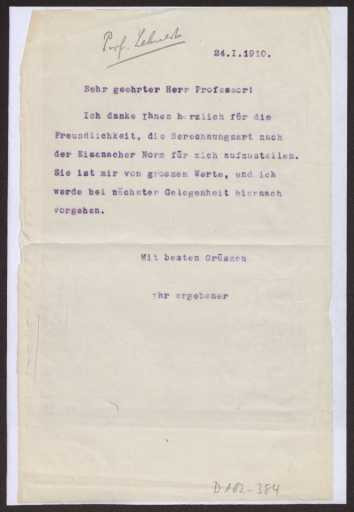 Prof. Schmidt
24.I.1910.
Sehr geehrter Herr Professor!
Ich danke Ihnen herzlich für die
Freundlichkeit, die Berechnungsart nach
der Eisenacher Norm für mich aufzustellen.
Sie ist mir von grossem Werte, und ich
werde bei nächster Gelegenheit hiernach
vorgehen.
Mit besten Grüssen
Ihr ergebener
D A02-384